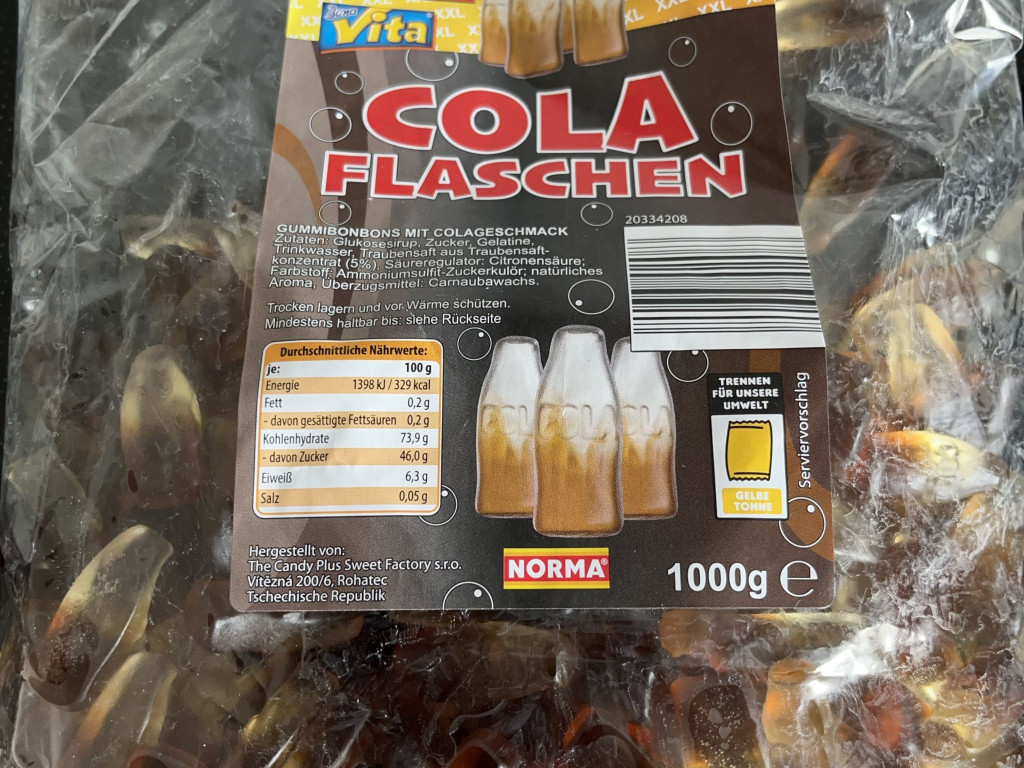 XXL XXL XXL XXL
Bona
Vita
COLA
FLASCHEN
20334208
GUMMIBONBONS MIT COLAGESCHMACK
Zutaten: Glukosesirup, Zucker, Gelatine,
Trinkwasser, Traubensaft aus Traubensaft-
konzentrat (5%), Säureregulator: Citronensäure;
Farbstoff: Ammoniumsulfit-Zuckerkulör; natürliches
Aroma, Überzugsmittel: Carnaubawachs.
Trocken lagern und vor Wärme schützen.
Mindestens haltbar bis: siehe Rückseite
Durchschnittliche Nährwerte:
je: 100 g
Energie 1398 kJ / 329 kcal
Fett 0,2 g
- davon gesättigte Fettsäuren 0,2 g
Kohlenhydrate 73,9 g
- davon Zucker 46,0 g
Eiweiß 6,3 g
Salz 0,05 g
TRENNEN
FÜR UNSERE
UMWELT
GELBE
TONNE
Serviervorschlag
Hergestellt von:
The Candy Plus Sweet Factory s.r.o.
Vítězná 200/6, Rohatec
Tschechische Republik
NORMA®
1000g ℮